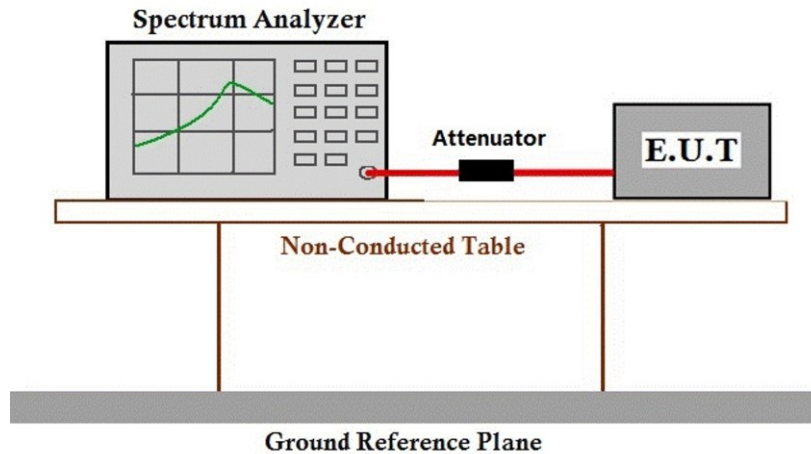 Spectrum Analyzer
Attenuator
E.U.T
Non-Conducted Table
Ground Reference Plane